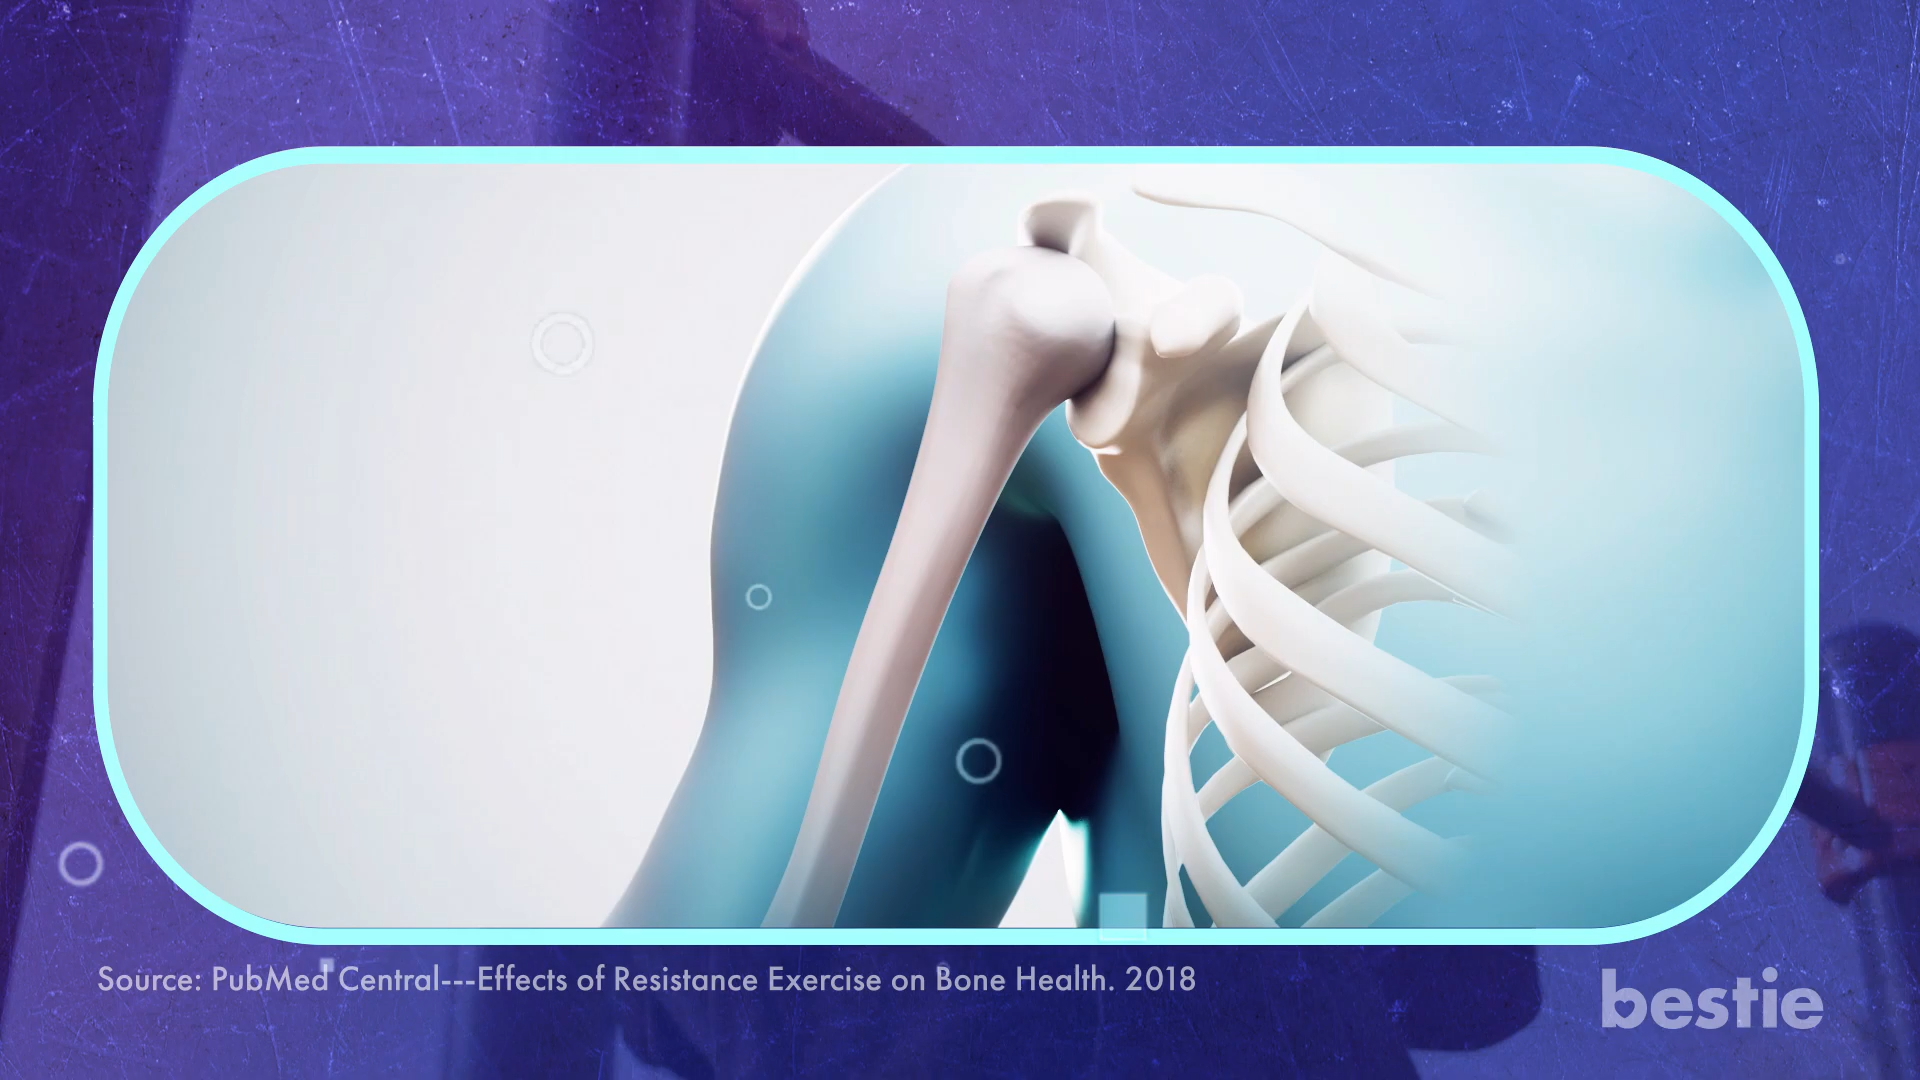 Source: PubMed Central---Effects of Resistance Exercise on Bone Health. 2018
bestie